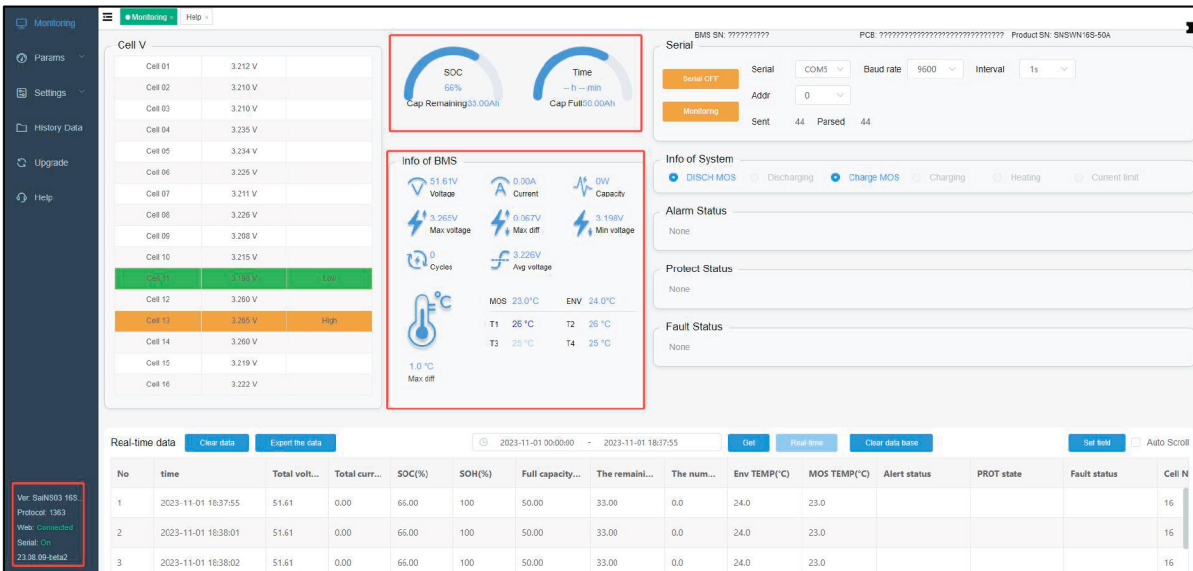 Monitoring
Params
Settings
History Data
Upgrade
Help
Ver: SaiNS03 16S...
Protocol: 1363
Web: Connected
Serial: On
23.08.09-beta2
Monitoring × Help ×
Cell V
Cell 01 3.212 V
Cell 02 3.210 V
Cell 03 3.210 V
Cell 04 3.235 V
Cell 05 3.234 V
Cell 06 3.225 V
Cell 07 3.211 V
Cell 08 3.226 V
Cell 09 3.208 V
Cell 10 3.215 V
Cell 11 3.198 V Low
Cell 12 3.260 V
Cell 13 3.265 V High
Cell 14 3.260 V
Cell 15 3.219 V
Cell 16 3.222 V
SOC
66%
Cap Remaining33.00Ah
Time
-- h -- min
Cap Full50.00Ah
Info of BMS
51.61V
Voltage
0.00A
Current
0W
Capacity
3.265V
Max voltage
0.067V
Max diff
3.198V
Min voltage
0
Cycles
3.226V
Avg voltage
°C
MOS 23.0°C ENV 24.0°C
T1 26 °C T2 26 °C
T3 25 °C T4 25 °C
1.0 °C
Max diff
BMS SN: ?????????? PCB: ?????????????????????????????? Product SN: SNSWN16S-50A
Serial
Serial OFF
Monitoring
Serial COM5 Baud rate 9600 Interval 1s
Addr 0
Sent 44 Parsed 44
Info of System
DISCH MOS Discharging Charge MOS Charging Heating Current limit
Alarm Status
None
Protect Status
None
Fault Status
None
Real-time data Clear data Export the data 2023-11-01 00:00:00 - 2023-11-01 18:37:55 Get Real-time Clear data base Set field Auto Scroll
No time Total volt... Total curr... SOC(%) SOH(%) Full capacity... The remaini... The num... Env TEMP(°C) MOS TEMP(°C) Alert status PROT state Fault status Cell N
1 2023-11-01 18:37:55 51.61 0.00 66.00 100 50.00 33.00 0.0 24.0 23.0 16
2 2023-11-01 18:38:01 51.61 0.00 66.00 100 50.00 33.00 0.0 24.0 23.0 16
3 2023-11-01 18:38:02 51.61 0.00 66.00 100 50.00 33.00 0.0 24.0 23.0 16